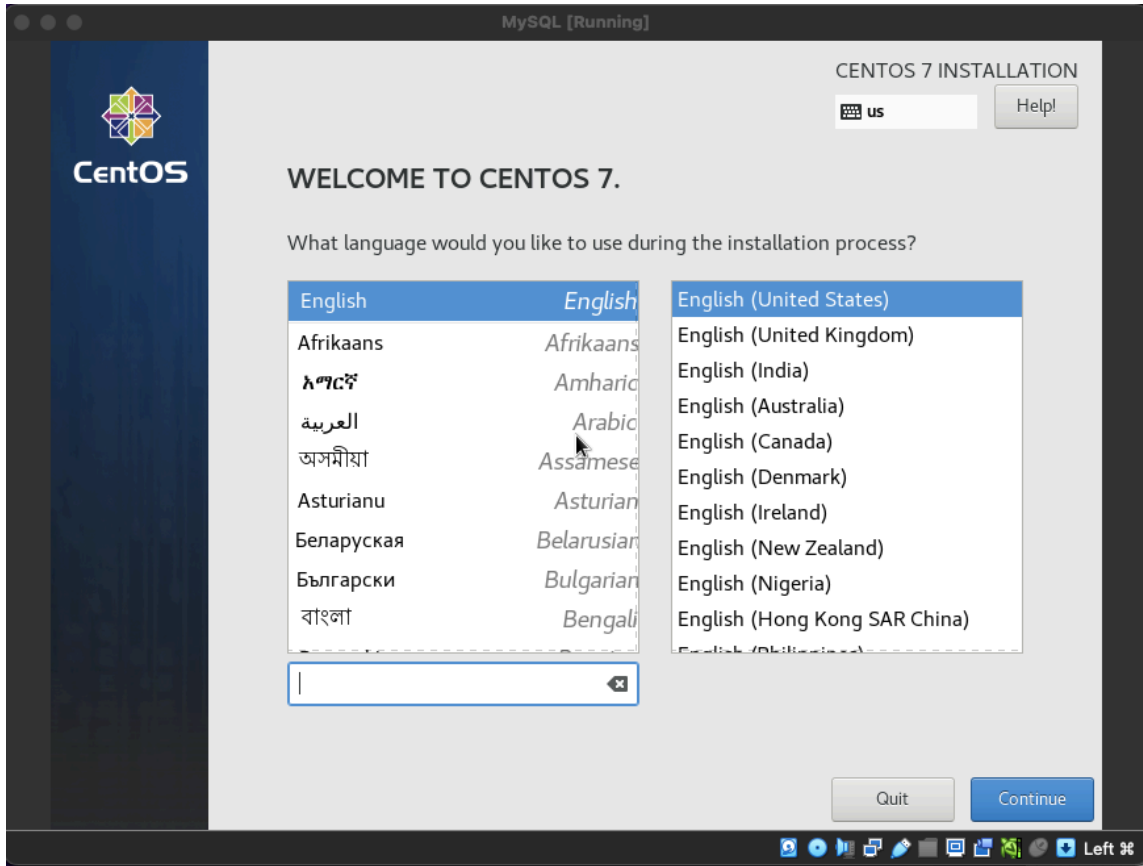 MySQL [Running]
CENTOS 7 INSTALLATION
us
Help!
CentOS
WELCOME TO CENTOS 7.
What language would you like to use during the installation process?
English English
Afrikaans Afrikaans
አማርኛ Amharic
العربية Arabic
অসমীয়া Assamese
Asturianu Asturian
Беларуская Belarusian
Български Bulgarian
বাংলা Bengali
English (United States)
English (United Kingdom)
English (India)
English (Australia)
English (Canada)
English (Denmark)
English (Ireland)
English (New Zealand)
English (Nigeria)
English (Hong Kong SAR China)
English (Philippines)
Quit
Continue
Left ⌘